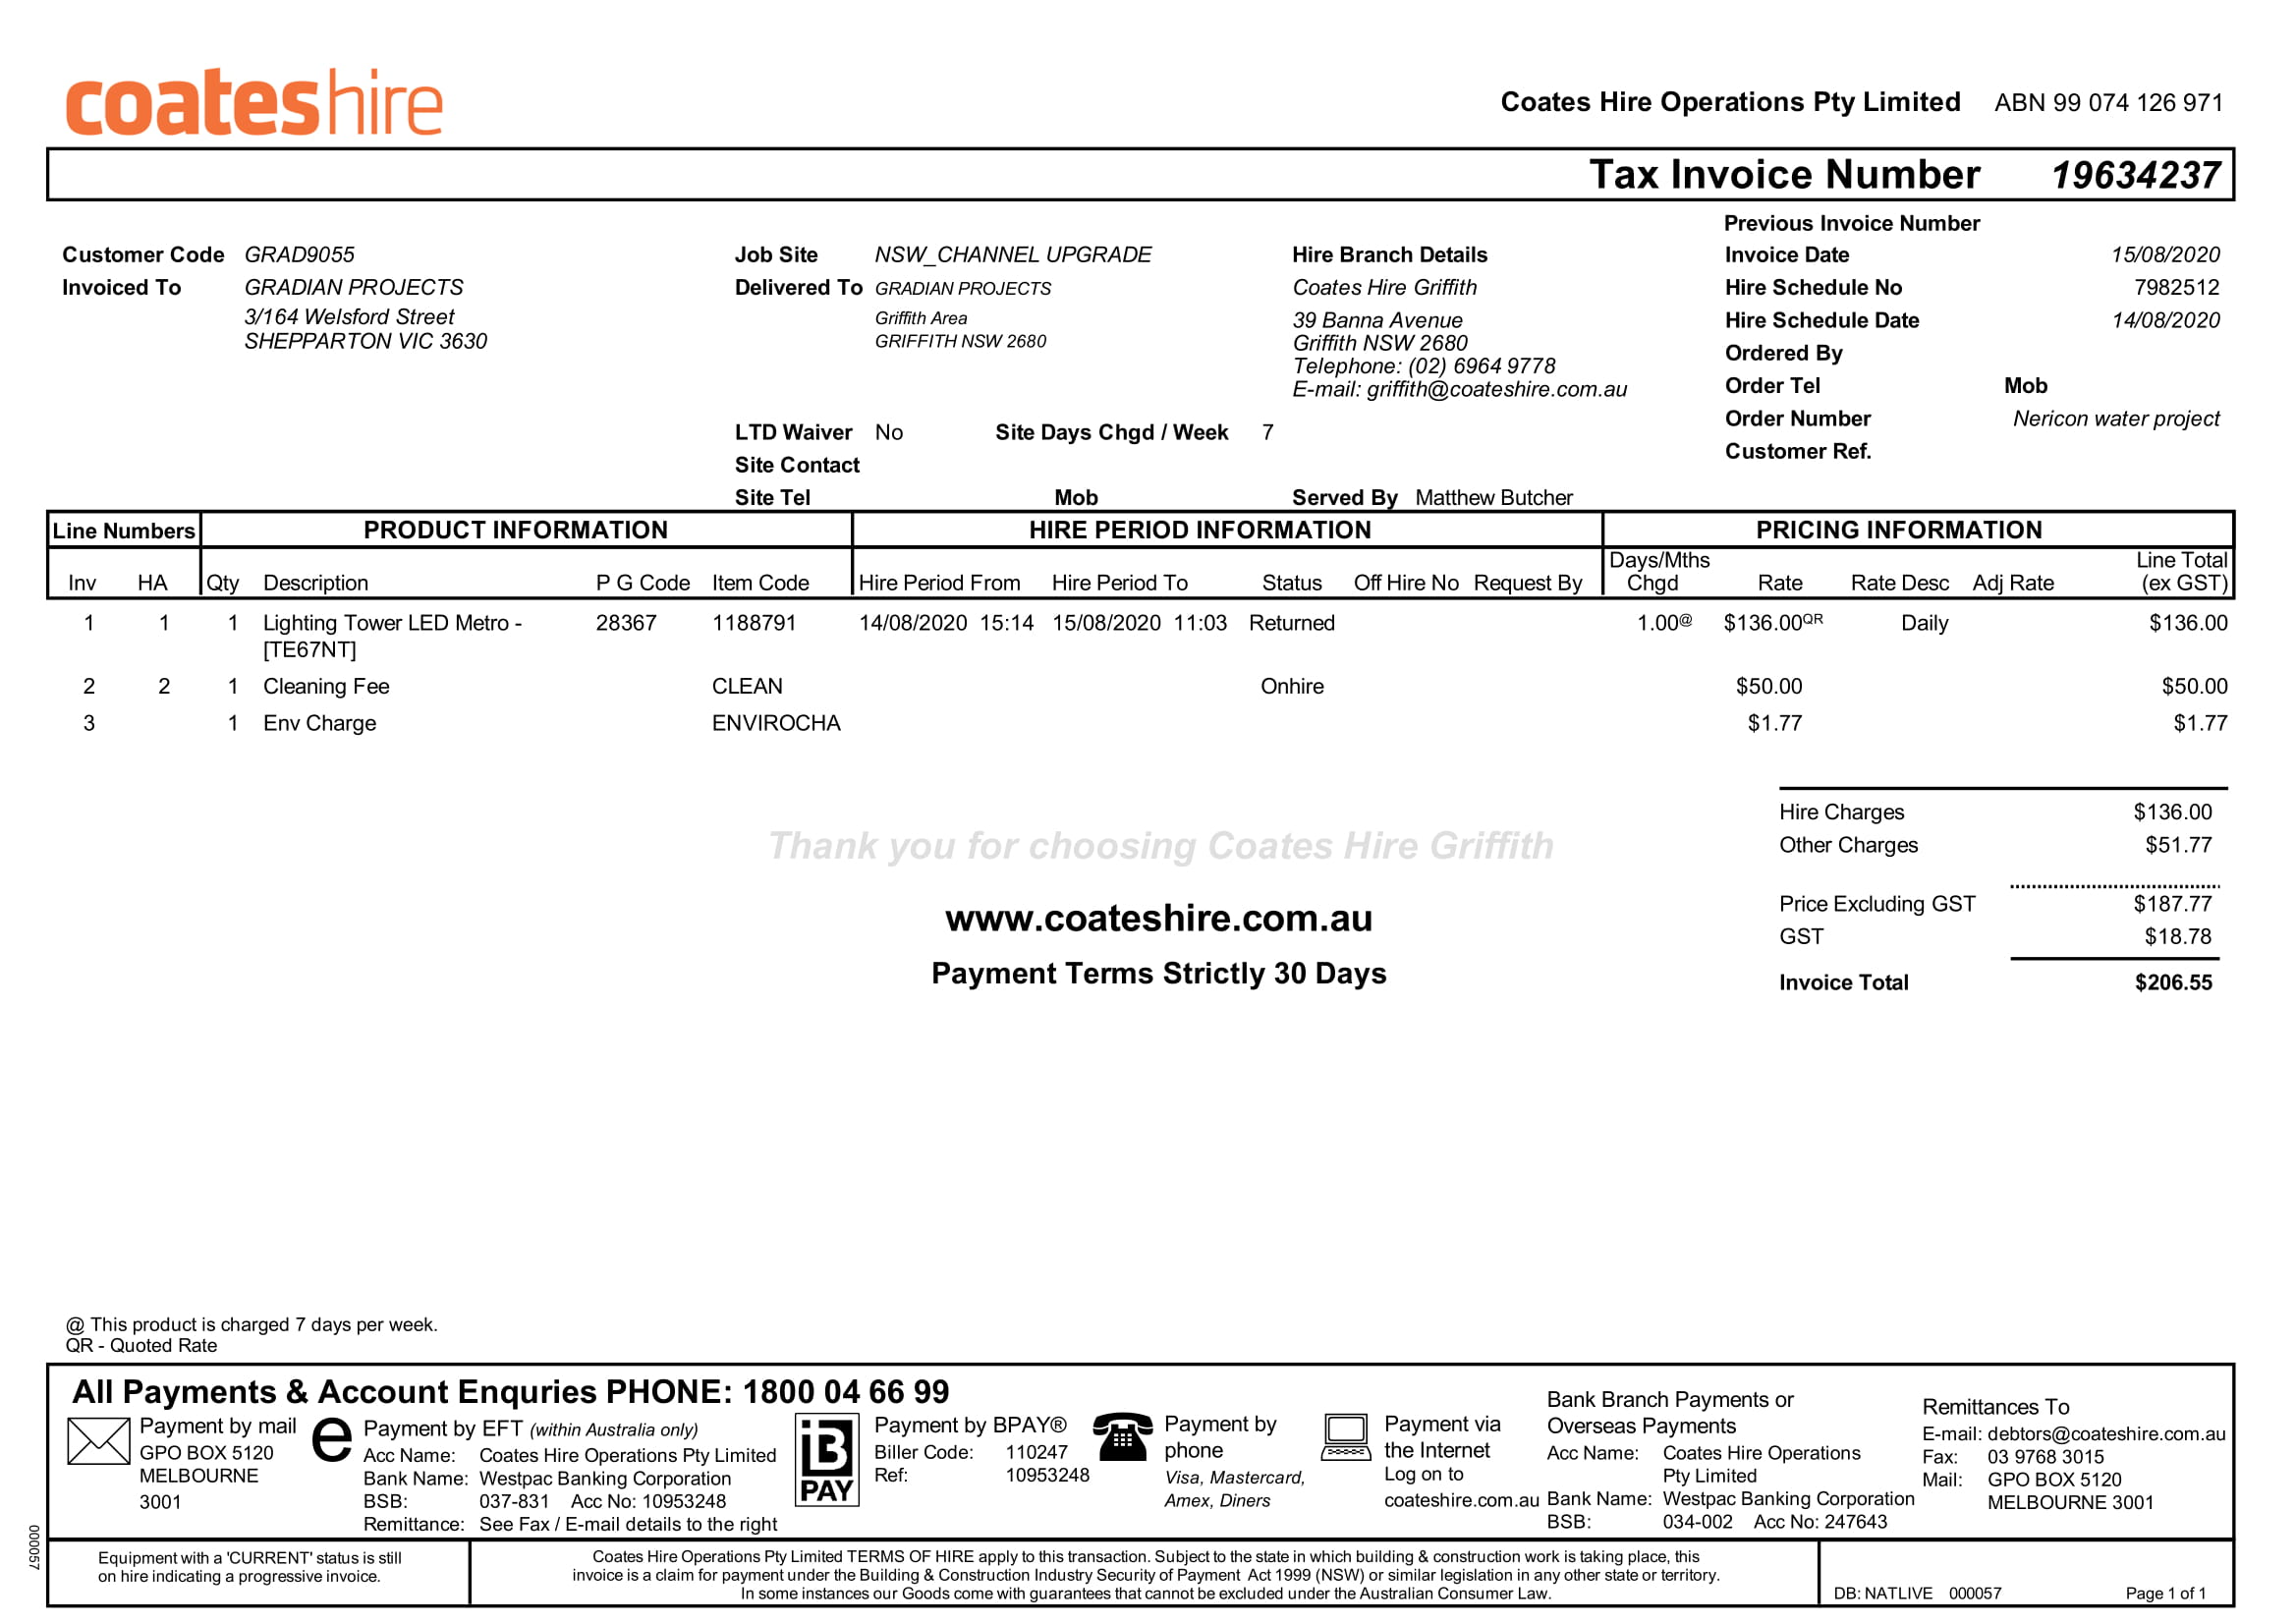 coateshire
Coates Hire Operations Pty Limited ABN 99 074 126 971
Tax Invoice Number 19634237
Customer Code GRAD9055
Invoiced To GRADIAN PROJECTS
3/164 Welsford Street
SHEPPARTON VIC 3630
Job Site NSW_CHANNEL UPGRADE
Delivered To GRADIAN PROJECTS
Griffith Area
GRIFFITH NSW 2680
LTD Waiver No Site Days Chgd / Week 7
Site Contact
Site Tel Mob
Hire Branch Details
Coates Hire Griffith
39 Banna Avenue
Griffith NSW 2680
Telephone: (02) 6964 9778
E-mail: griffith@coateshire.com.au
Served By Matthew Butcher
Previous Invoice Number
Invoice Date 15/08/2020
Hire Schedule No 7982512
Hire Schedule Date 14/08/2020
Ordered By
Order Tel Mob
Order Number Nericon water project
Customer Ref.
Line Numbers PRODUCT INFORMATION HIRE PERIOD INFORMATION PRICING INFORMATION
Inv HA Qty Description P G Code Item Code Hire Period From Hire Period To Status Off Hire No Request By Days/Mths Chgd Rate Rate Desc Adj Rate Line Total (ex GST)
1 1 1 Lighting Tower LED Metro - 28367 1188791 14/08/2020 15:14 15/08/2020 11:03 Returned 1.00@ $136.00QR Daily $136.00
[TE67NT]
2 2 1 Cleaning Fee CLEAN Onhire $50.00 $50.00
3 1 Env Charge ENVIROCHA $1.77 $1.77
Hire Charges $136.00
Other Charges $51.77
Price Excluding GST $187.77
GST $18.78
Invoice Total $206.55
Thank you for choosing Coates Hire Griffith
www.coateshire.com.au
Payment Terms Strictly 30 Days
@ This product is charged 7 days per week.
QR - Quoted Rate
All Payments & Account Enquries PHONE: 1800 04 66 99
Payment by mail
GPO BOX 5120
MELBOURNE
3001
e
Payment by EFT (within Australia only)
Acc Name: Coates Hire Operations Pty Limited
Bank Name: Westpac Banking Corporation
BSB: 037-831 Acc No: 10953248
Remittance: See Fax / E-mail details to the right
B
PAY
Payment by BPAY®
Biller Code: 110247
Ref: 10953248
Payment by
phone
Visa, Mastercard,
Amex, Diners
Payment via
the Internet
Log on to
coateshire.com.au
Bank Branch Payments or
Overseas Payments
Acc Name: Coates Hire Operations
Pty Limited
Bank Name: Westpac Banking Corporation
BSB: 034-002 Acc No: 247643
Remittances To
E-mail: debtors@coateshire.com.au
Fax: 03 9768 3015
Mail: GPO BOX 5120
MELBOURNE 3001
000057
Equipment with a 'CURRENT' status is still
on hire indicating a progressive invoice.
Coates Hire Operations Pty Limited TERMS OF HIRE apply to this transaction. Subject to the state in which building & construction work is taking place, this
invoice is a claim for payment under the Building & Construction Industry Security of Payment Act 1999 (NSW) or similar legislation in any other state or territory.
In some instances our Goods come with guarantees that cannot be excluded under the Australian Consumer Law.
DB: NATLIVE 000057 Page 1 of 1